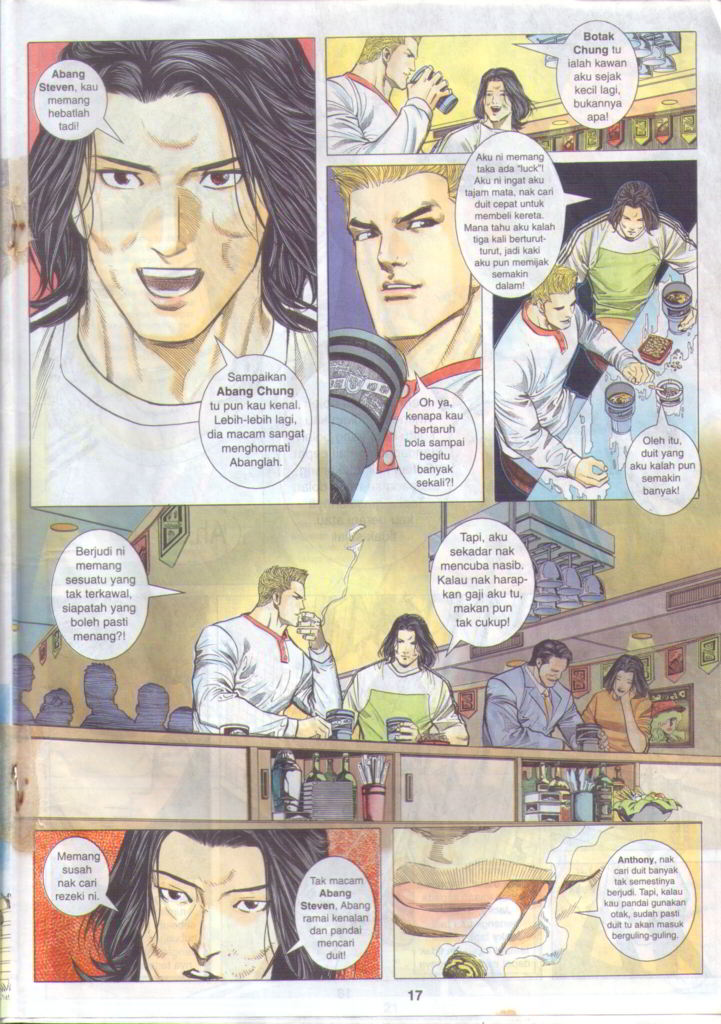 Abang
Steven, kau
memang
hebatlah
tadi!
Sampaikan
Abang Chung
tu pun kau kenal.
Lebih-lebih lagi,
dia macam sangat
menghormati
Abanglah.
Botak
Chung tu
ialah kawan
aku sejak
kecil lagi,
bukannya
apa!
Oh ya,
kenapa kau
bertaruh
bola sampai
begitu
banyak
sekali?!
Aku ni memang
taka ada "luck"!
Aku ni ingat aku
tajam mata, nak cari
duit cepat untuk
membeli kereta.
Mana tahu aku kalah
tiga kali berturut-
turut, jadi kaki
aku pun memijak
semakin
dalam!
Oleh itu,
duit yang
aku kalah pun
semakin
banyak!
Berjudi ni
memang
sesuatu yang
tak terkawal,
siapatah yang
boleh pasti
menang?!
Tapi, aku
sekadar nak
mencuba nasib.
Kalau nak harap-
kan gaji aku tu,
makan pun
tak cukup!
Memang
susah
nak cari
rezeki ni.
Tak macam
Abang
Steven, Abang
ramai kenalan
dan pandai
mencari
duit!
Anthony, nak
cari duit banyak
tak semestinya
berjudi. Tapi, kalau
kau pandai gunakan
otak, sudah pasti
duit tu akan masuk
berguling-guling.
17